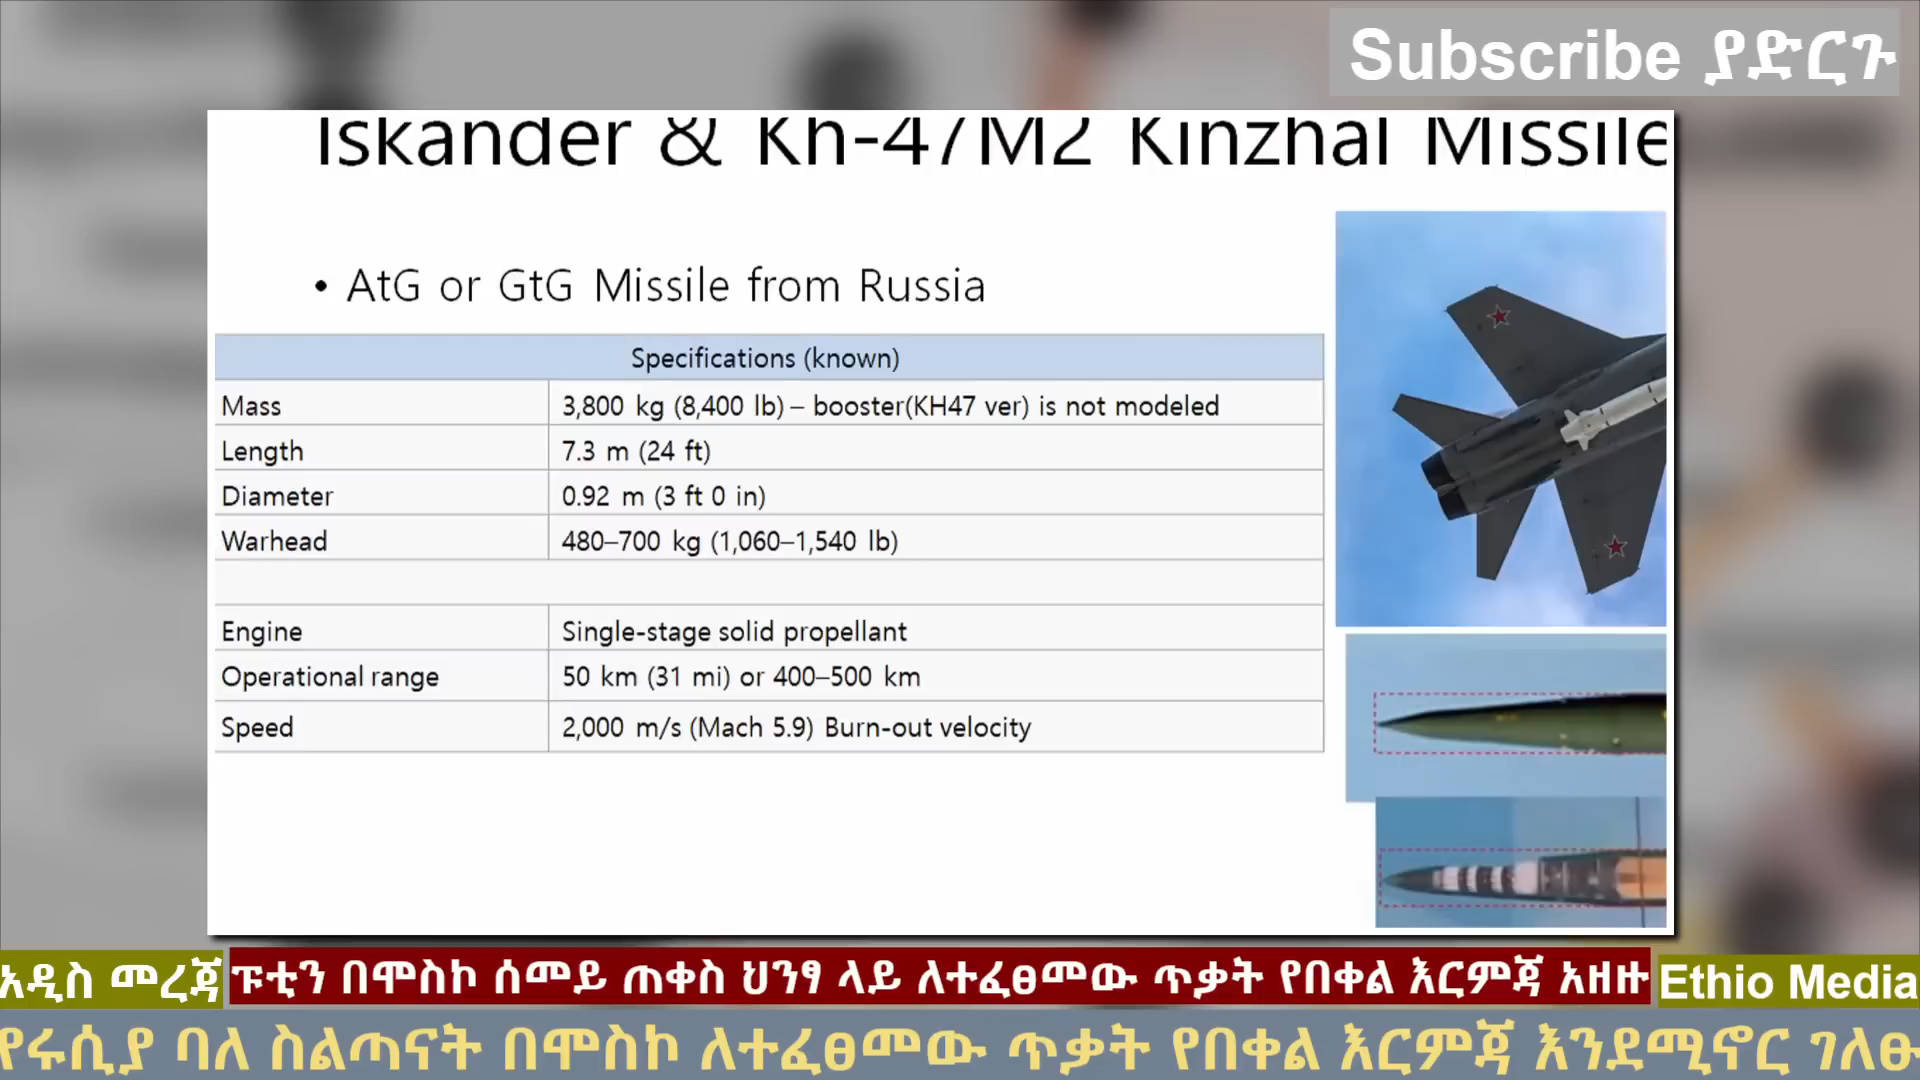 Subscribe ያድርጉ
Iskander & Kh-47M2 Kinzhal Missile
• AtG or GtG Missile from Russia
Specifications (known)
Mass 3,800 kg (8,400 lb) – booster(KH47 ver) is not modeled
Length 7.3 m (24 ft)
Diameter 0.92 m (3 ft 0 in)
Warhead 480–700 kg (1,060–1,540 lb)
Engine Single-stage solid propellant
Operational range 50 km (31 mi) or 400–500 km
Speed 2,000 m/s (Mach 5.9) Burn-out velocity
አዲስ መረጃ ፑቲን በሞስኮ ሰመይ ጠቀስ ህንፃ ላይ ለተፈፀመው ጥቃት የበቀል እርምጃ አዘዙ Ethio Media
የሩሲያ ባለ ስልጣናት በሞስኮ ለተፈፀመው ጥቃት የበቀል እርምጃ እንደሚኖር ገለፁ